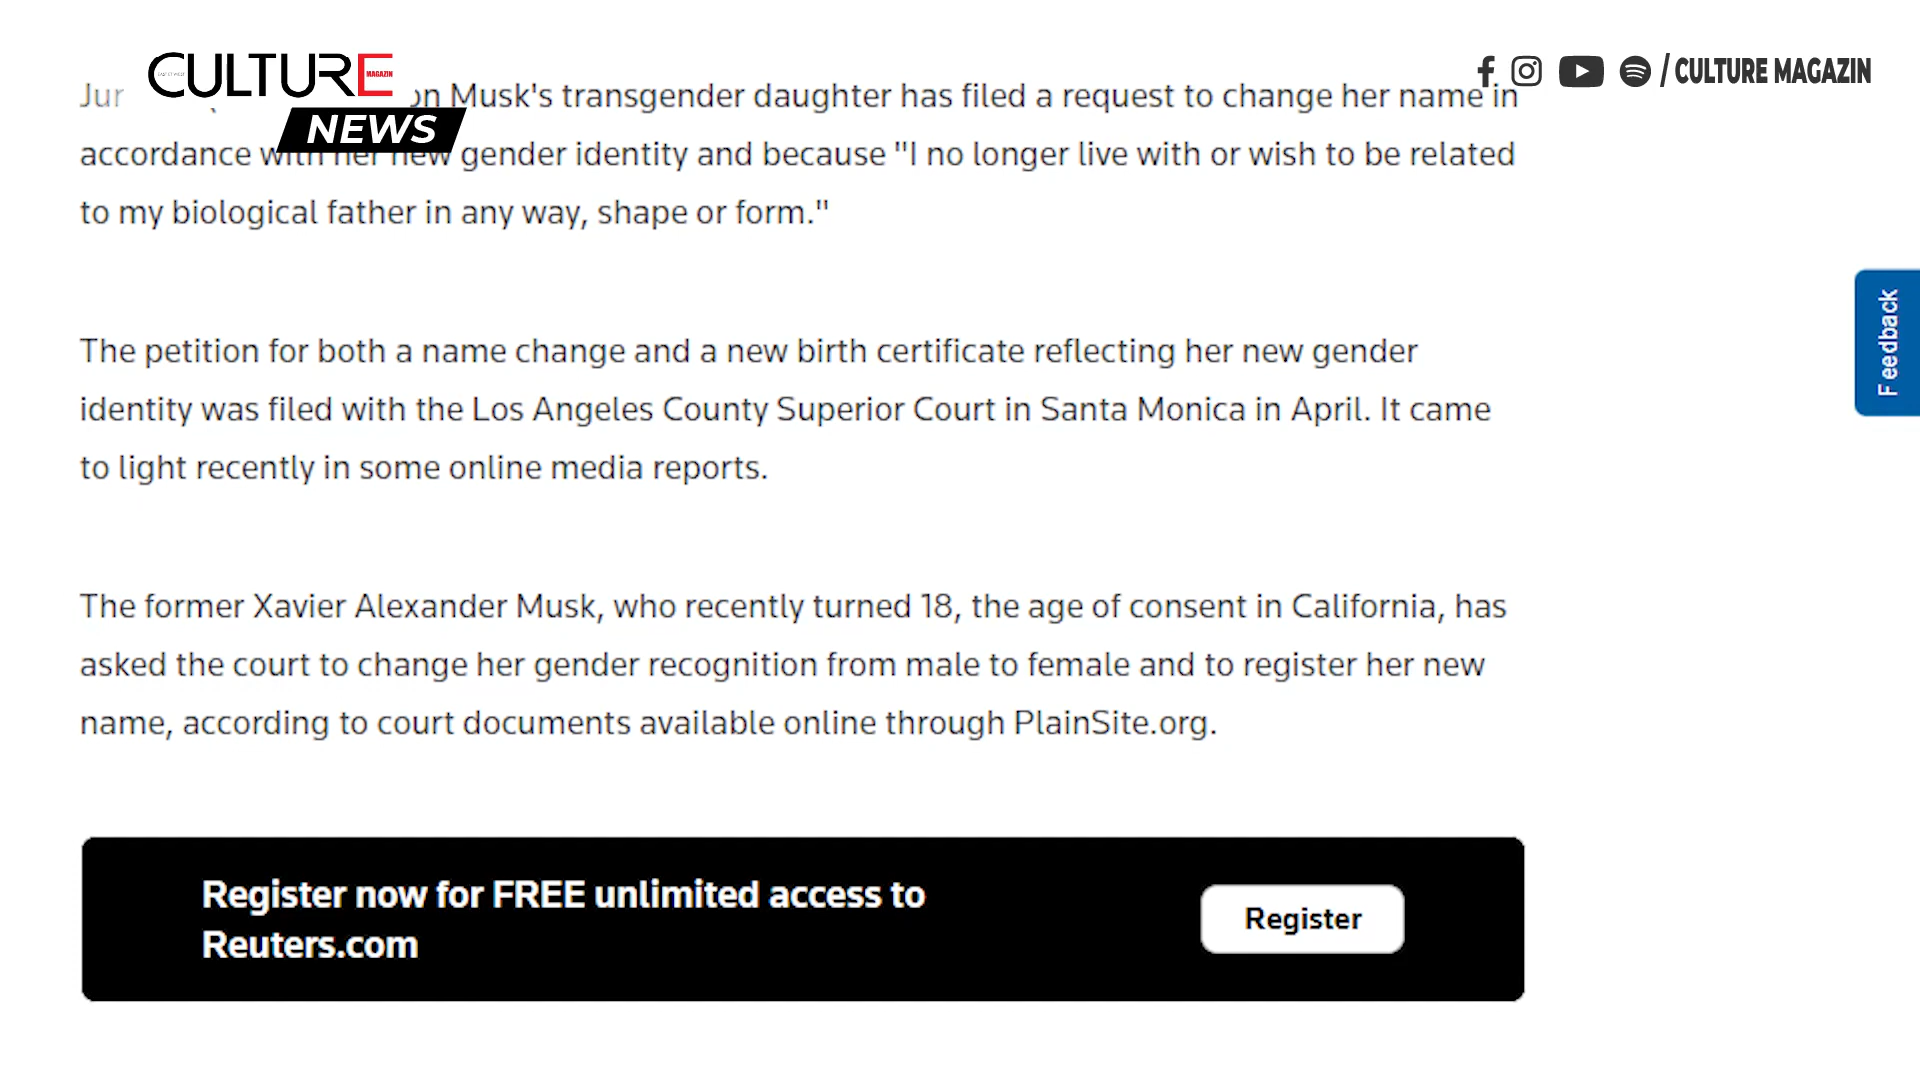 CULTURE
MAGAZIN
NEWS
/ CULTURE MAGAZIN
Musk's transgender daughter has filed a request to change her name in
accordance with her new gender identity and because "I no longer live with or wish to be related
to my biological father in any way, shape or form."
The petition for both a name change and a new birth certificate reflecting her new gender
identity was filed with the Los Angeles County Superior Court in Santa Monica in April. It came
to light recently in some online media reports.
Feedback
The former Xavier Alexander Musk, who recently turned 18, the age of consent in California, has
asked the court to change her gender recognition from male to female and to register her new
name, according to court documents available online through PlainSite.org.
Register now for FREE unlimited access to
Reuters.com
Register